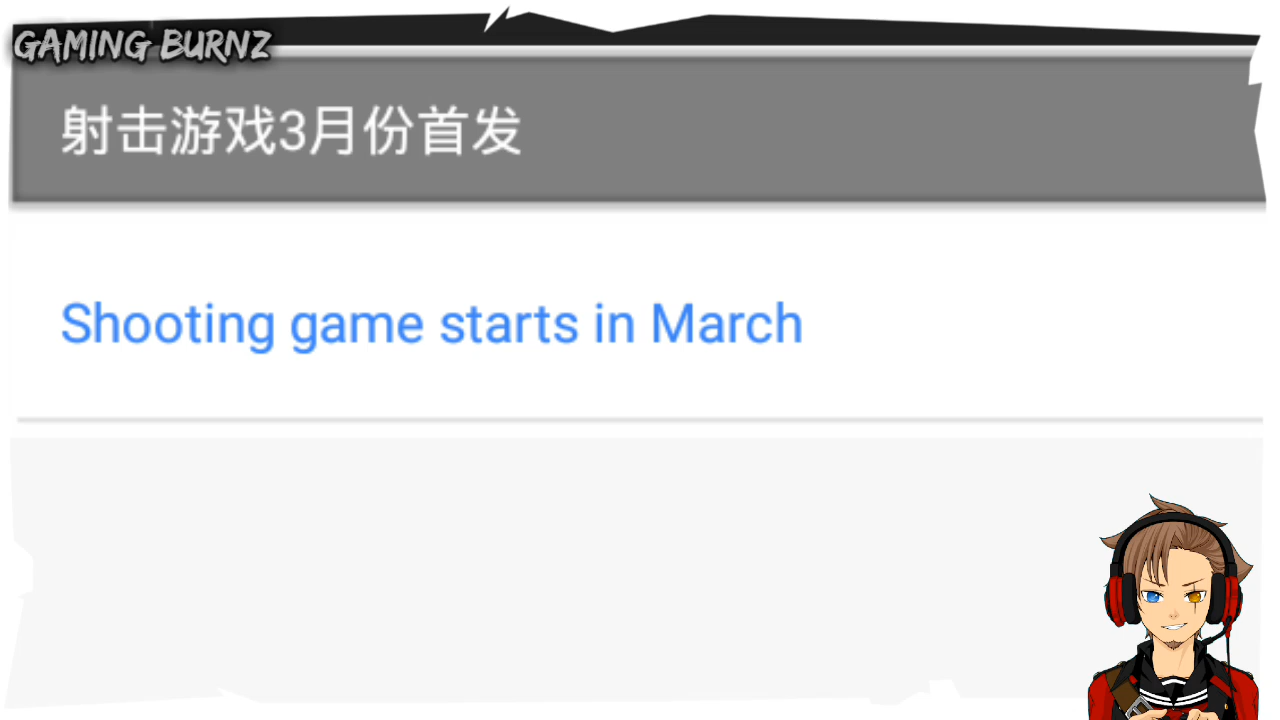 GAMING BURNZ
射击游戏3月份首发
Shooting game starts in March